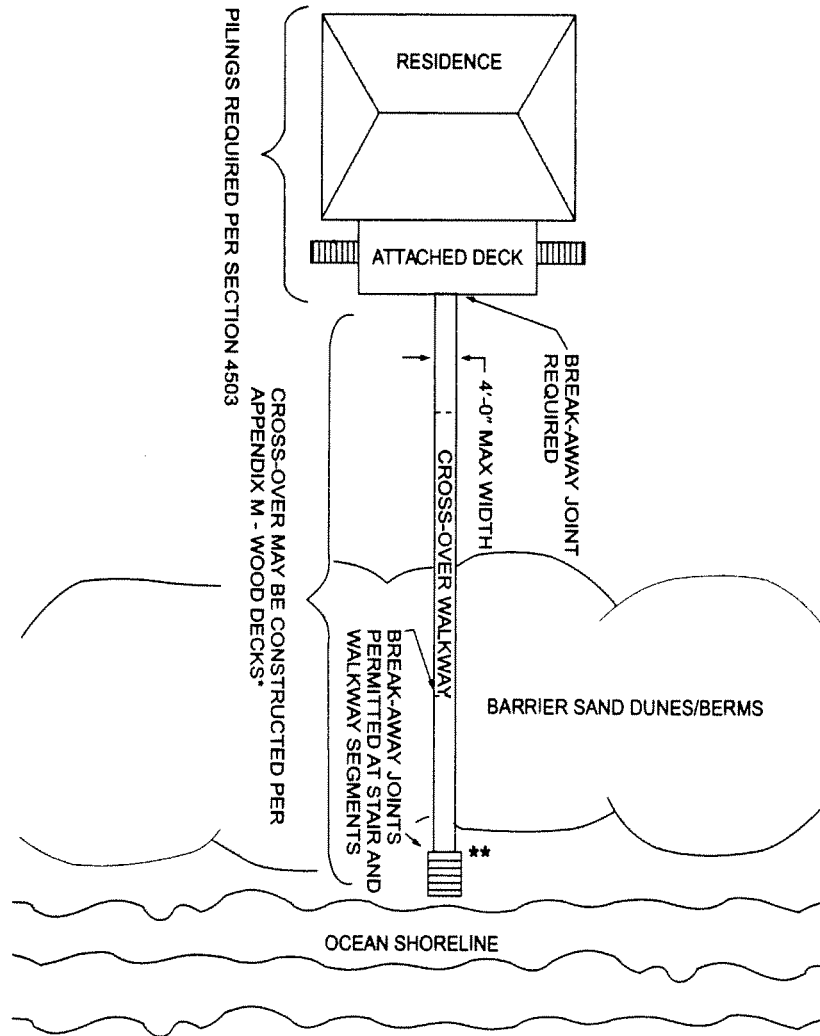 RESIDENCE
ATTACHED DECK
PILINGS REQUIRED PER SECTION 4503
BREAK-AWAY JOINT
REQUIRED
4'-0" MAX WIDTH
CROSS-OVER WALKWAY
CROSS-OVER MAY BE CONSTRUCTED PER
APPENDIX M - WOOD DECKS*
BREAK-AWAY JOINTS
PERMITTED AT STAIR AND
WALKWAY SEGMENTS
BARRIER SAND DUNES/BERMS
**
OCEAN SHORELINE